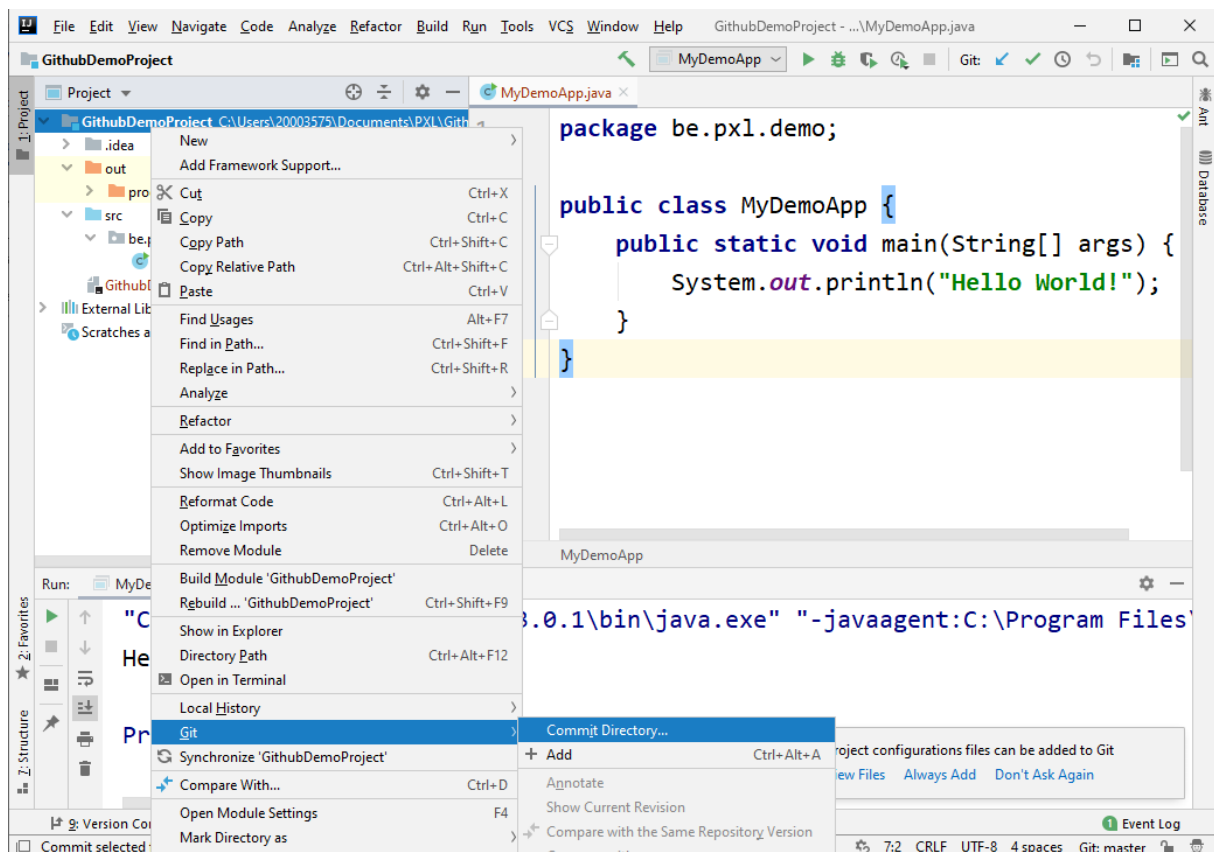 File Edit View Navigate Code Analyze Refactor Build Run Tools VCS Window Help GithubDemoProject - ...\MyDemoApp.java
GithubDemoProject MyDemoApp Git:
1: Project
Project
GithubDemoProject C:\Users\20003575\Documents\PXL\Gith
.idea
out
pro
src
be.p
Github
External Lib
Scratches a
New
Add Framework Support...
Cut Ctrl+X
Copy Ctrl+C
Copy Path Ctrl+Shift+C
Copy Relative Path Ctrl+Alt+Shift+C
Paste Ctrl+V
Find Usages Alt+F7
Find in Path... Ctrl+Shift+F
Replace in Path... Ctrl+Shift+R
Analyze
Refactor
Add to Favorites
Show Image Thumbnails Ctrl+Shift+T
Reformat Code Ctrl+Alt+L
Optimize Imports Ctrl+Alt+O
Remove Module Delete
Build Module 'GithubDemoProject'
Rebuild ... 'GithubDemoProject' Ctrl+Shift+F9
Show in Explorer
Directory Path Ctrl+Alt+F12
Open in Terminal
Local History
Git
Synchronize 'GithubDemoProject'
Compare With... Ctrl+D
Open Module Settings F4
Mark Directory as
Commit Directory...
Add Ctrl+Alt+A
Annotate
Show Current Revision
Compare with the Same Repository Version
MyDemoApp.java
package be.pxl.demo;
public class MyDemoApp {
public static void main(String[] args) {
System.out.println("Hello World!");
}
}
MyDemoApp
Ant
Database
Run: MyDe
"C 3.0.1\bin\java.exe" "-javaagent:C:\Program Files\
He
Pr
2: Favorites
Z: Structure
roject configurations files can be added to Git
ew Files Always Add Don't Ask Again
9: Version Co
Event Log
1
Commit selected
7:2 CRLF UTF-8 4 spaces Git: master